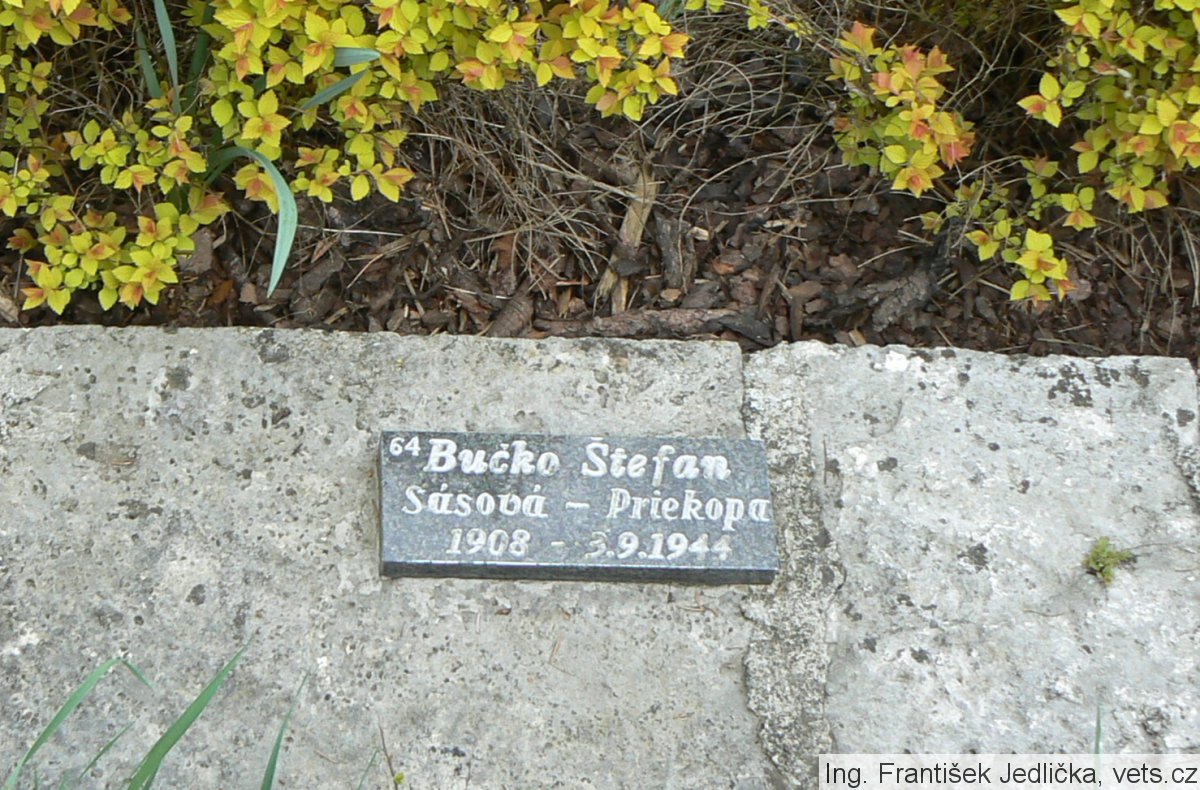 64 Bučko Štefan
Sásová - Priekopa
1908 - 3.9.1944
Ing. František Jedlička, vets.cz